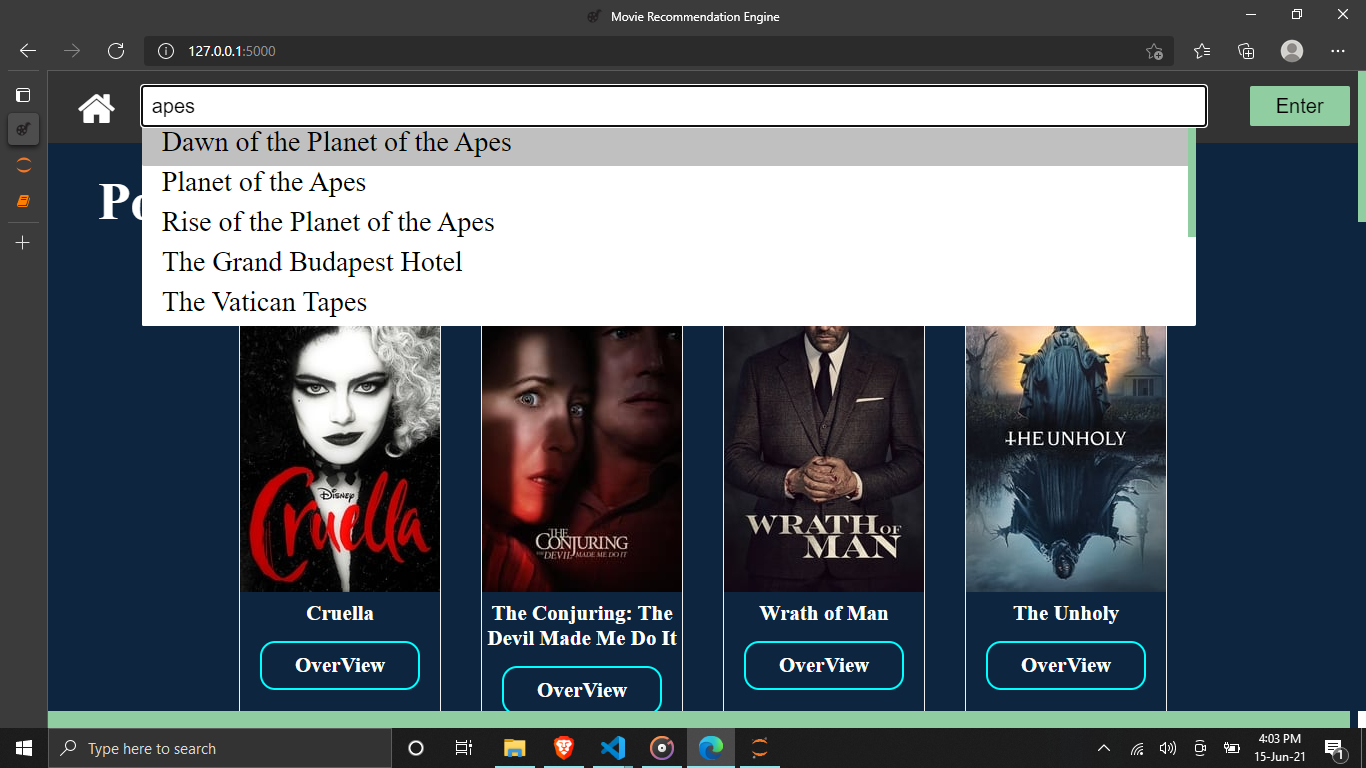 Movie Recommendation Engine
127.0.0.1:5000
apes
Enter
Dawn of the Planet of the Apes
Planet of the Apes
Rise of the Planet of the Apes
The Grand Budapest Hotel
The Vatican Tapes
Po
DISNEY
Cruella
THE
CONJURING
THE DEVIL MADE ME DO IT
WRATH OF
MAN
THE UNHOLY
Cruella
The Conjuring: The
Devil Made Me Do It
Wrath of Man
The Unholy
OverView
OverView
OverView
OverView
Type here to search
4:03 PM
15-Jun-21
1